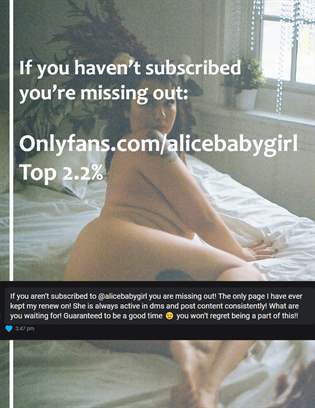 If you haven't subscribed
you're missing out:
Onlyfans.com/alicebabygirl
Top 2.2%
If you aren't subscribed to @alicebabygirl you are missing out! The only page I have ever
kept my renew on! She is always active in dms and post content consistently! What are
you waiting for! Guaranteed to be a good time 😉 you won't regret being a part of this!!
3:47 pm